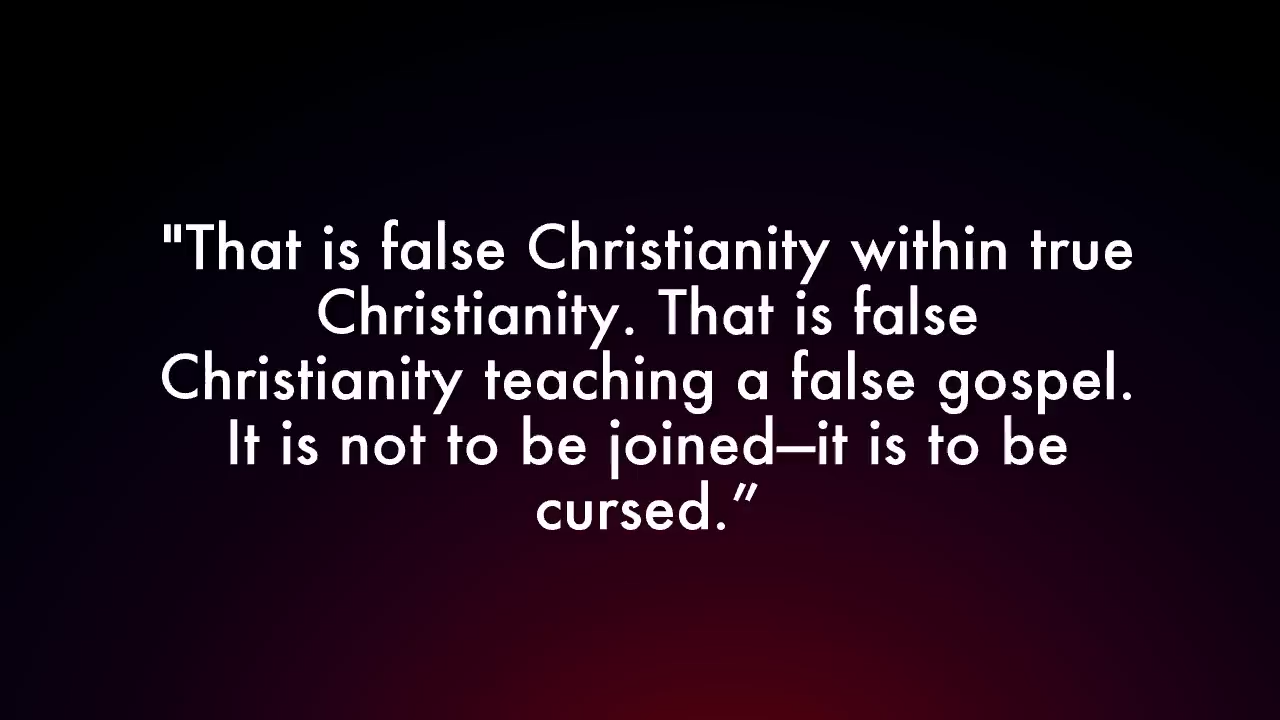 "That is false Christianity within true
Christianity. That is false
Christianity teaching a false gospel.
It is not to be joined—it is to be
cursed.”